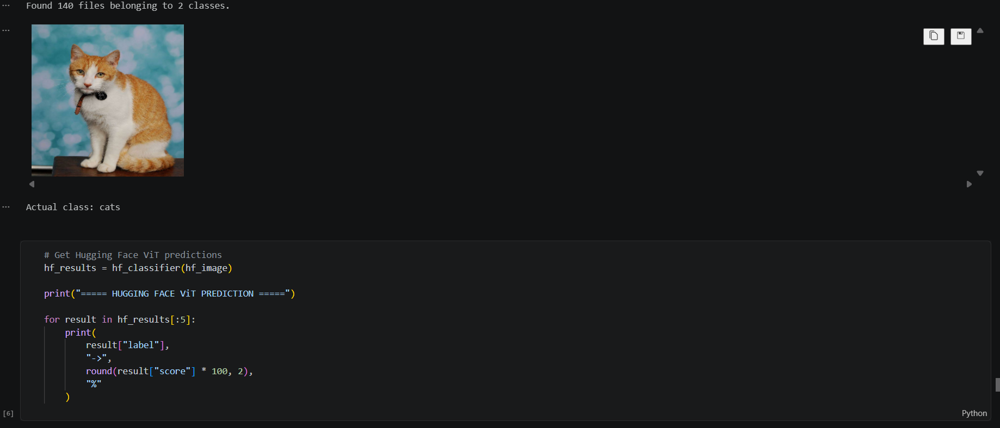 Found 140 files belonging to 2 classes.
Actual class: cats
# Get Hugging Face ViT predictions
hf_results = hf_classifier(hf_image)
print("===== HUGGING FACE ViT PREDICTION =====")
for result in hf_results[:5]:
    print(
        result["label"],
        "->",
        round(result["score"] * 100, 2),
        "%"
    )
[6]
Python